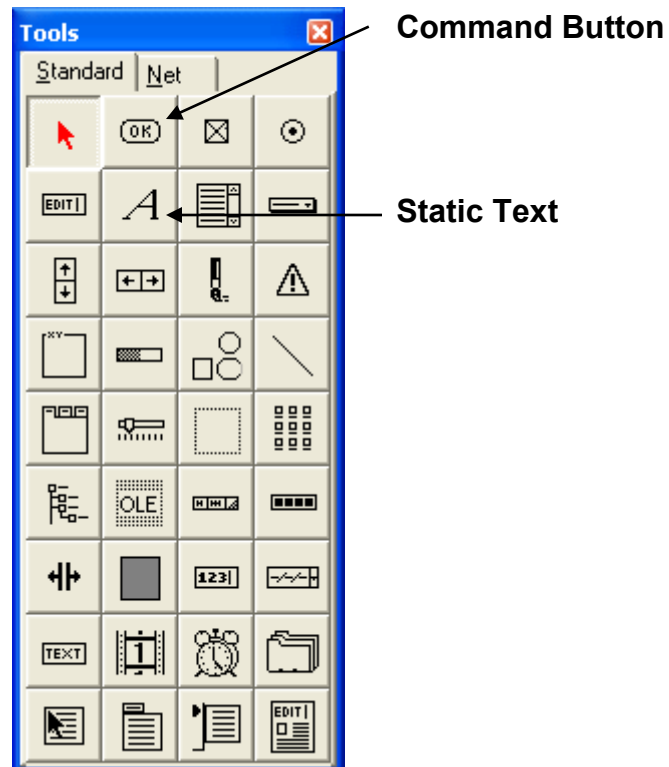 Tools
Command Button
Standard Net
OK
EDIT
A
Static Text
XY
OLE
123
TEXT
1
EDIT